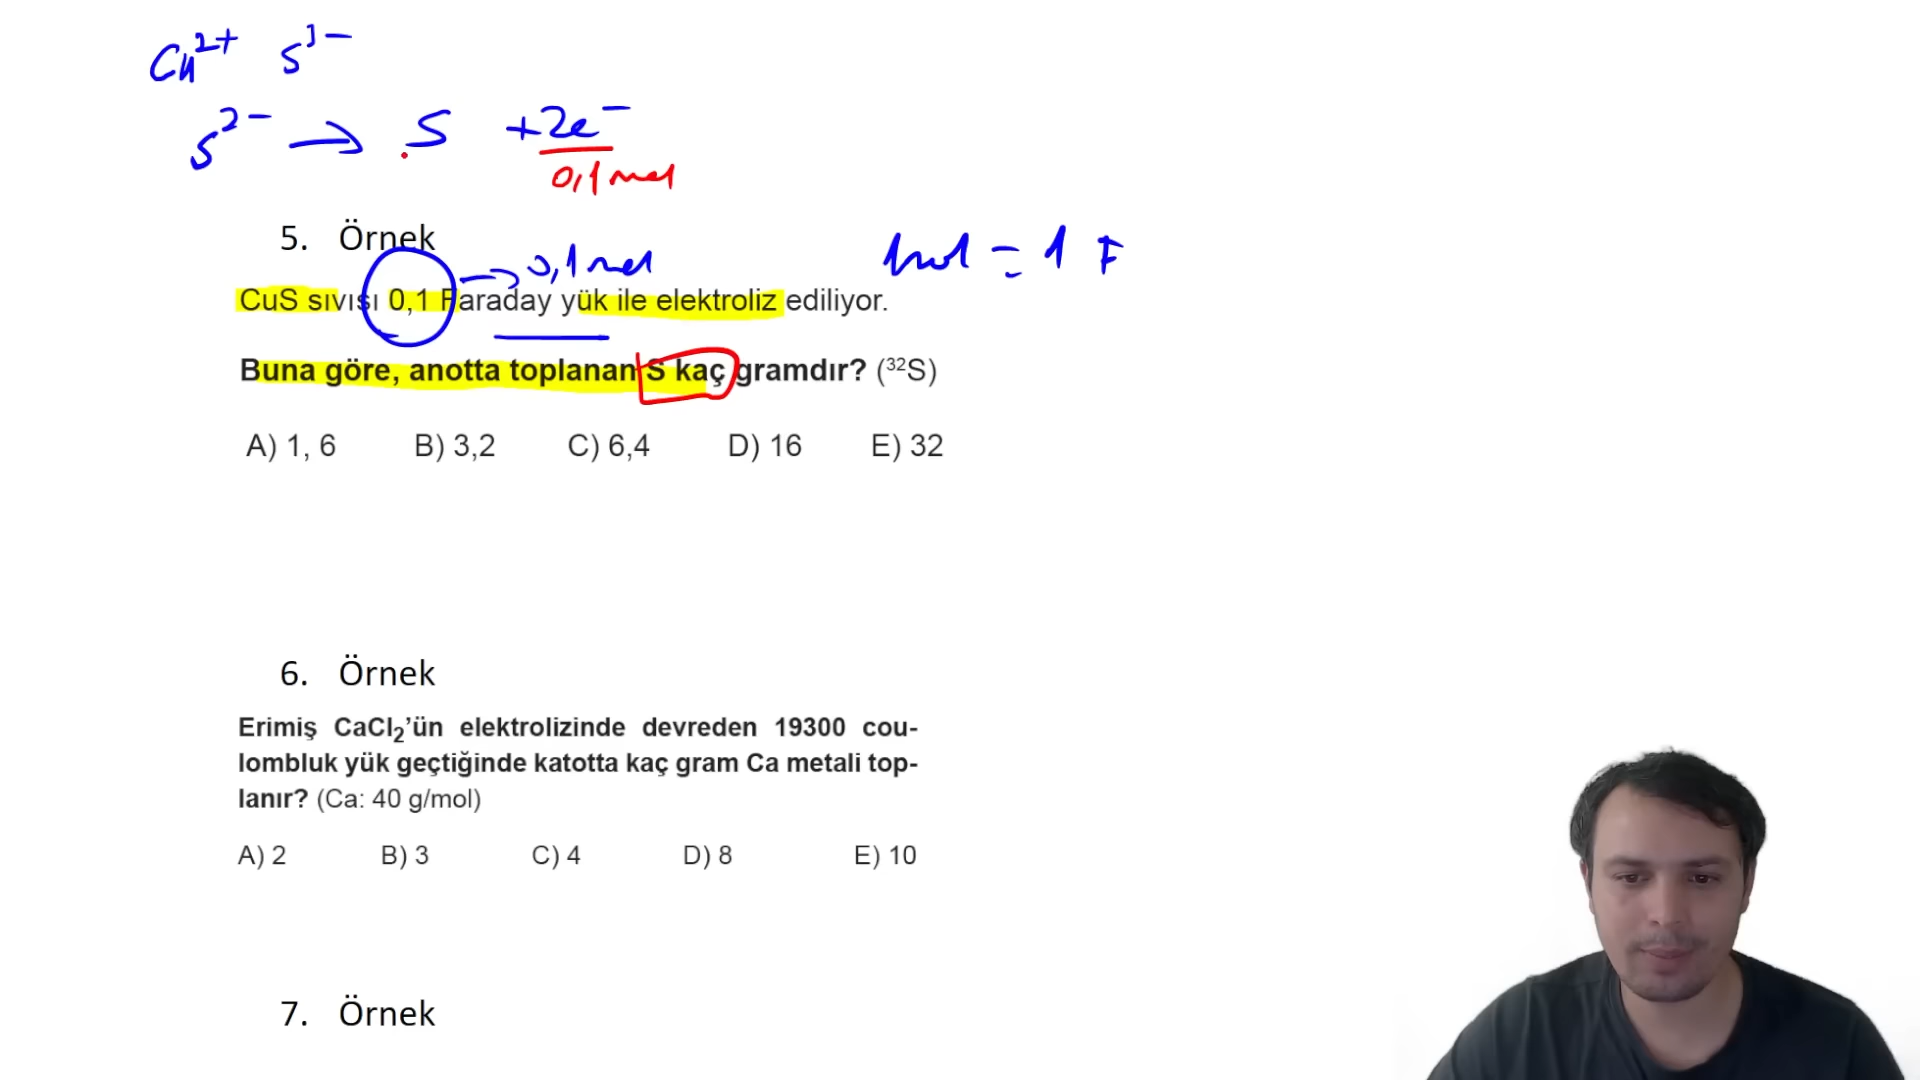 Cu²⁺ S²⁻
S²⁻ → S +2e⁻
0,1 mol
5. Örnek
→ 0,1 mol
1mol = 1 F
CuS sıvısı 0,1 Faraday yük ile elektroliz ediliyor.
Buna göre, anotta toplanan S kaç gramdır? (³²S)
A) 1, 6 B) 3,2 C) 6,4 D) 16 E) 32
6. Örnek
Erimiş CaCl₂'ün elektrolizinde devreden 19300 cou-
lombluk yük geçtiğinde katotta kaç gram Ca metali top-
lanır? (Ca: 40 g/mol)
A) 2 B) 3 C) 4 D) 8 E) 10
7. Örnek